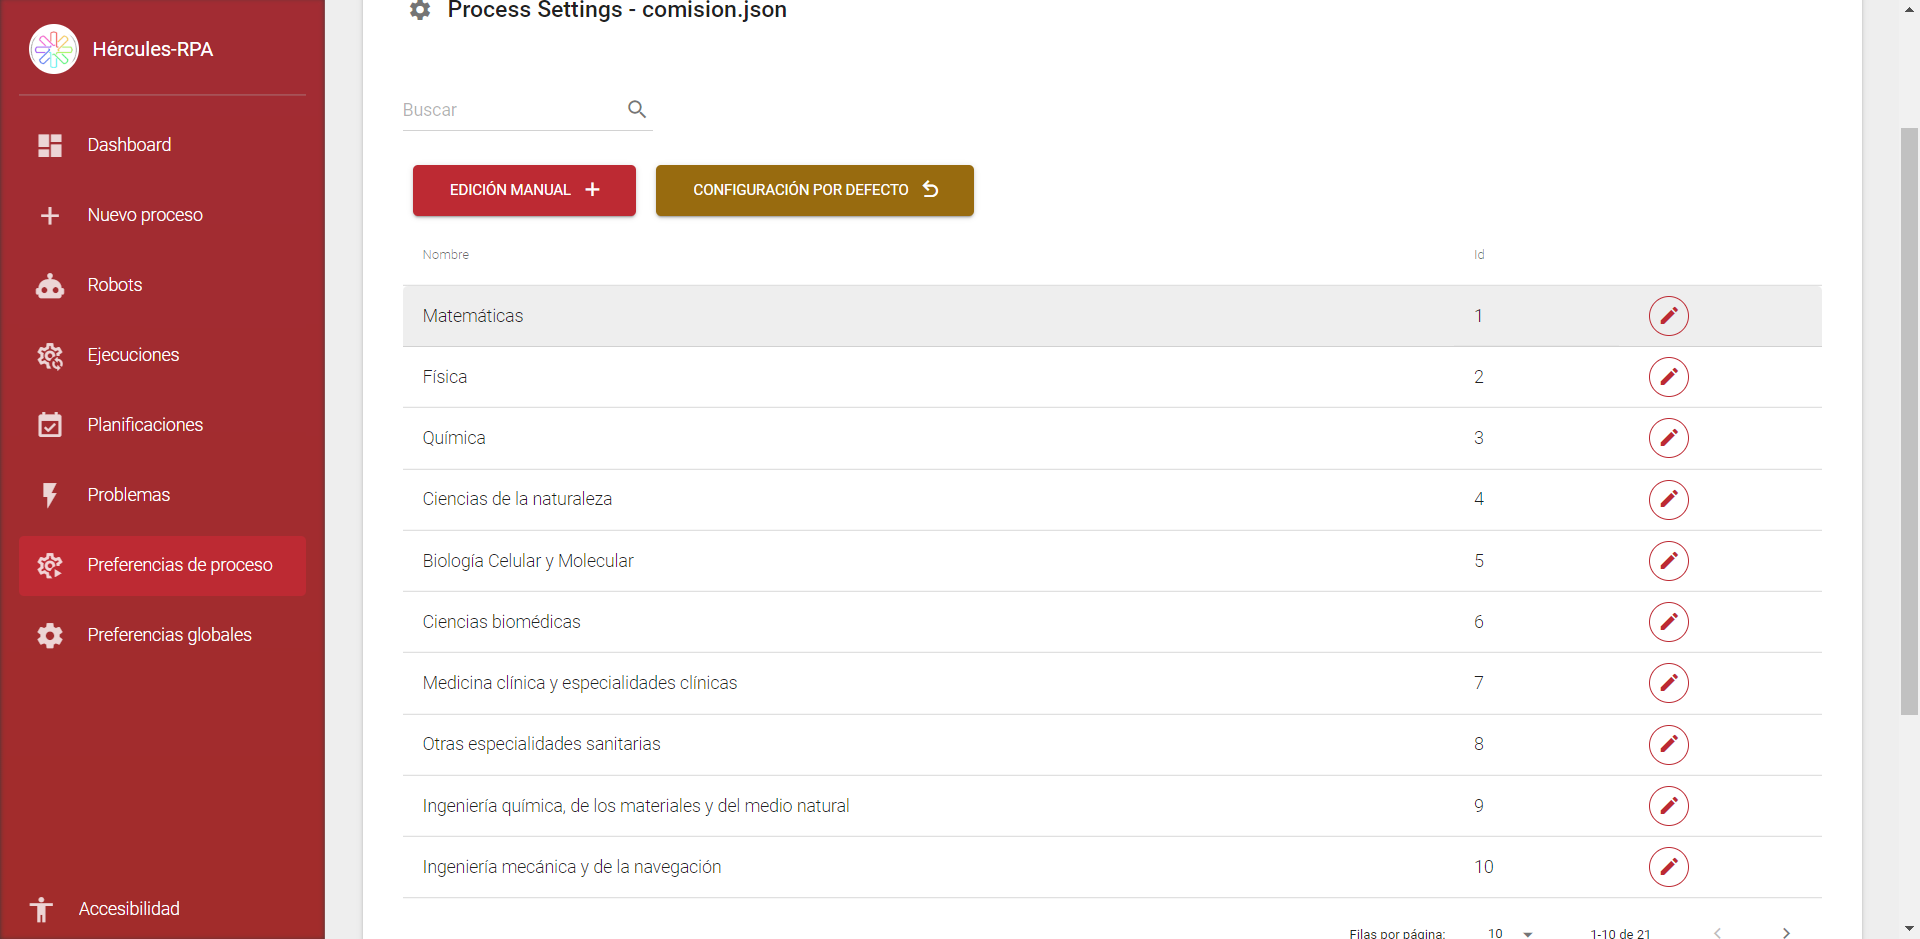 Hércules-RPA
Dashboard
Nuevo proceso
Robots
Ejecuciones
Planificaciones
Problemas
Preferencias de proceso
Preferencias globales
Accesibilidad
Process Settings - comision.json
Buscar
EDICIÓN MANUAL
CONFIGURACIÓN POR DEFECTO
Nombre Id
Matemáticas 1
Física 2
Química 3
Ciencias de la naturaleza 4
Biología Celular y Molecular 5
Ciencias biomédicas 6
Medicina clínica y especialidades clínicas 7
Otras especialidades sanitarias 8
Ingeniería química, de los materiales y del medio natural 9
Ingeniería mecánica y de la navegación 10
Filas por página: 10 1-10 de 21